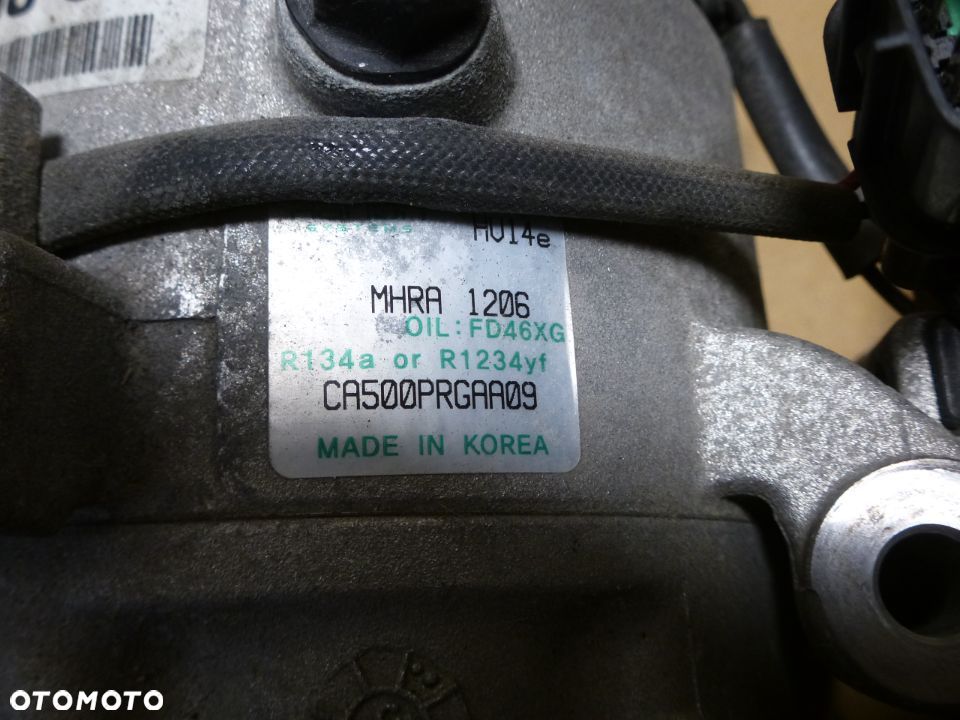 HV14e
MHRA 1206
OIL: FD46XG
R134a or R1234yf
CA500PRGAA09
MADE IN KOREA
OTOMOTO